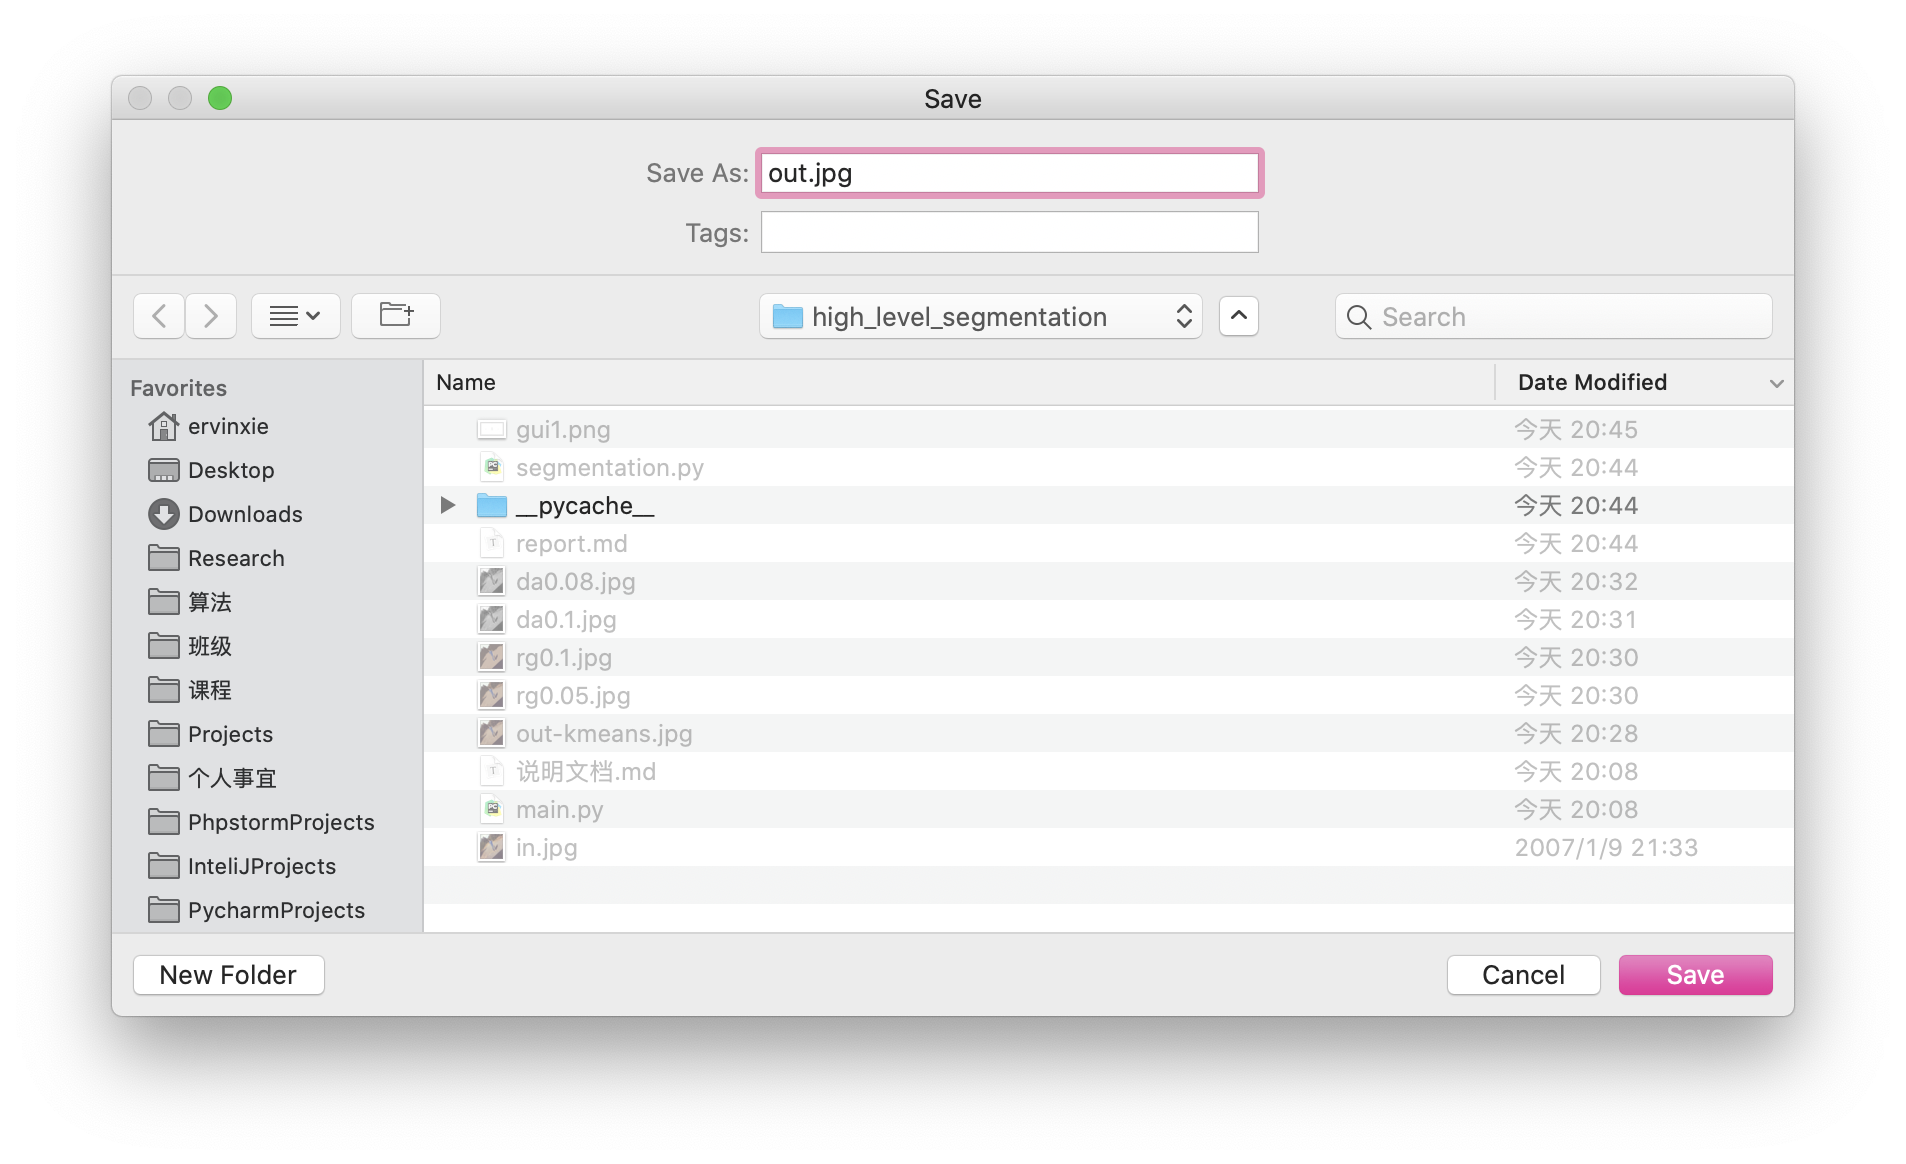 Save
Save As: out.jpg
Tags:
high_level_segmentation
Search
Favorites
ervinxie
Desktop
Downloads
Research
算法
班级
课程
Projects
个人事宜
PhpstormProjects
InteliJProjects
PycharmProjects
Name Date Modified
gui1.png 今天 20:45
segmentation.py 今天 20:44
__pycache__ 今天 20:44
report.md 今天 20:44
da0.08.jpg 今天 20:32
da0.1.jpg 今天 20:31
rg0.1.jpg 今天 20:30
rg0.05.jpg 今天 20:30
out-kmeans.jpg 今天 20:28
说明文档.md 今天 20:08
main.py 今天 20:08
in.jpg 2007/1/9 21:33
New Folder Cancel Save